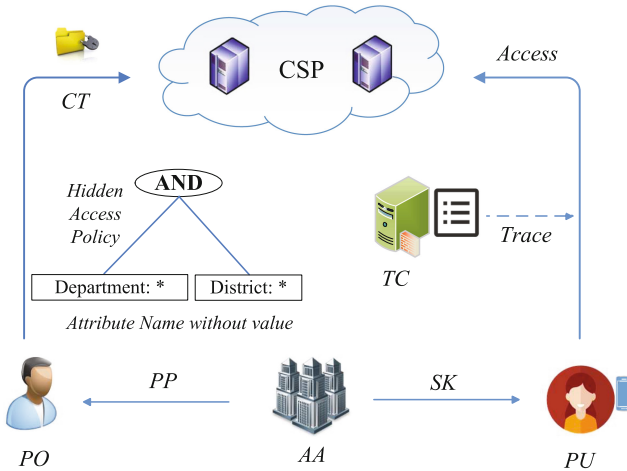 CSP
Access
CT
Hidden
Access
Policy
AND
Department: *
District: *
Attribute Name without value
TC
Trace
PP
SK
PO
AA
PU